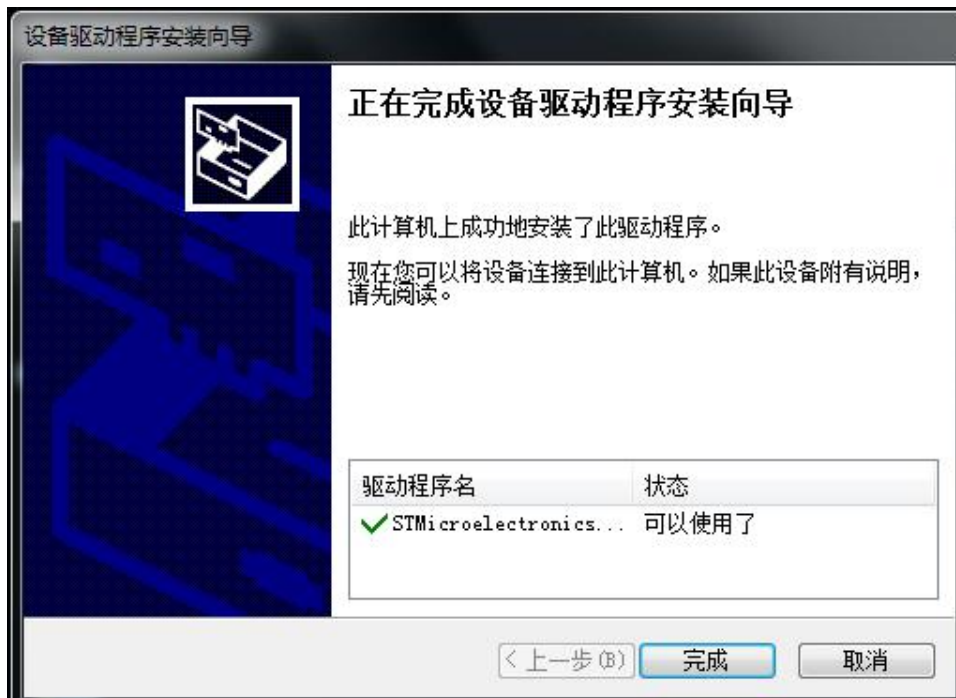 设备驱动程序安装向导
正在完成设备驱动程序安装向导
此计算机上成功地安装了此驱动程序。
现在您可以将设备连接到此计算机。如果此设备附有说明，
请先阅读。
驱动程序名 状态
STMicroelectronics... 可以使用了
< 上一步(B) 完成 取消